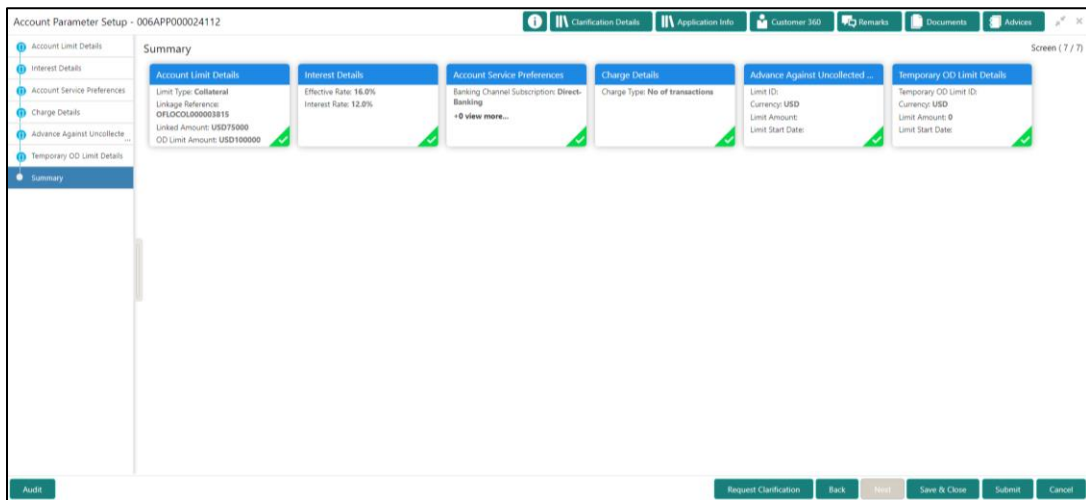 Account Parameter Setup - 006APP000024112
Clarification Details
Application Info
Customer 360
Remarks
Documents
Advices
Account Limit Details
Interest Details
Account Service Preferences
Charge Details
Advance Against Uncollecte...
Temporary OD Limit Details
Summary
Summary
Screen ( 7 / 7)
Account Limit Details
Limit Type: Collateral
Linkage Reference:
OFLOCOL000003815
Linked Amount: USD75000
OD Limit Amount: USD100000
Interest Details
Effective Rate: 16.0%
Interest Rate: 12.0%
Account Service Preferences
Banking Channel Subscription: Direct-
Banking
+0 view more...
Charge Details
Charge Type: No of transactions
Advance Against Uncollected ...
Limit ID:
Currency: USD
Limit Amount:
Limit Start Date:
Temporary OD Limit Details
Temporary OD Limit ID:
Currency: USD
Limit Amount: 0
Limit Start Date:
Audit
Request Clarification
Back
Next
Save & Close
Submit
Cancel